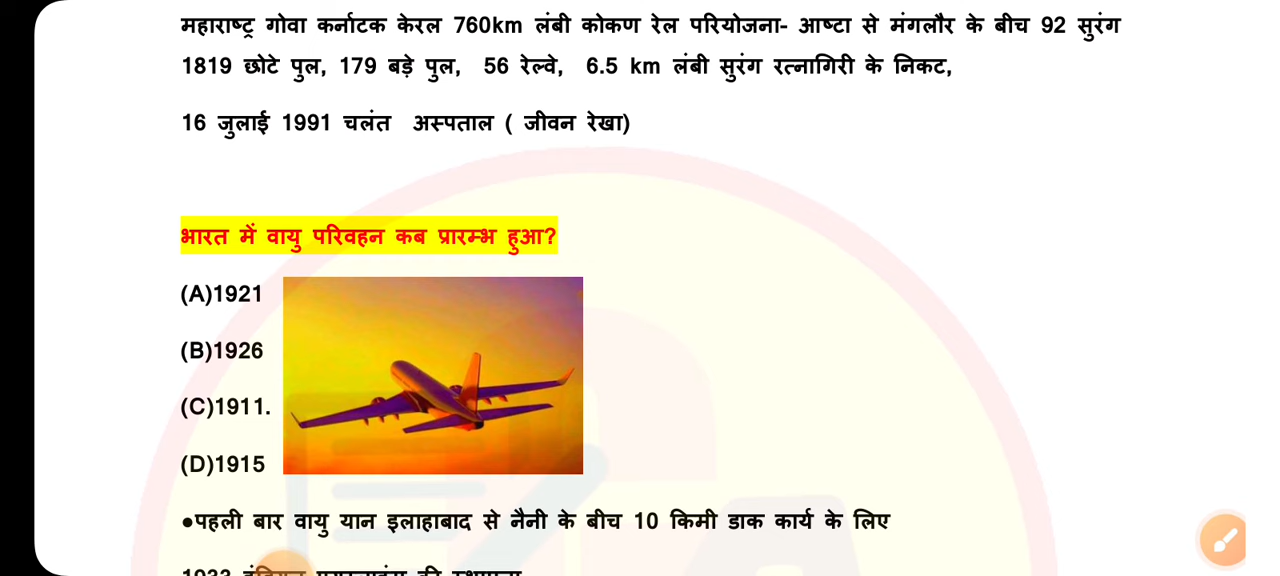 महाराष्ट्र गोवा कर्नाटक केरल 760km लंबी कोकण रेल परियोजना- आष्टा से मंगलौर के बीच 92 सुरंग
1819 छोटे पुल, 179 बड़े पुल, 56 रेल्वे, 6.5 km लंबी सुरंग रत्नागिरी के निकट,
16 जुलाई 1991 चलंत अस्पताल ( जीवन रेखा)
भारत में वायु परिवहन कब प्रारम्भ हुआ?
(A)1921
(B)1926
(C)1911.
(D)1915
●पहली बार वायु यान इलाहाबाद से नैनी के बीच 10 किमी डाक कार्य के लिए